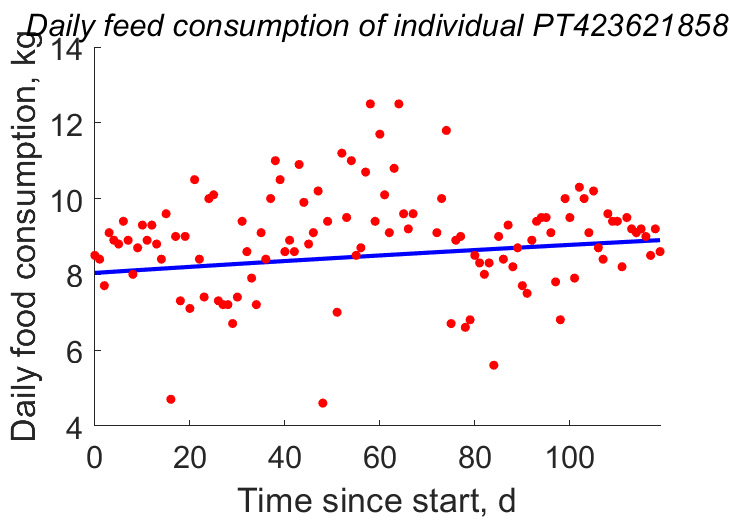 Daily feed consumption of individual PT423621858
Daily food consumption, kg
14
12
10
8
6
4
0 20 40 60 80 100
Time since start, d